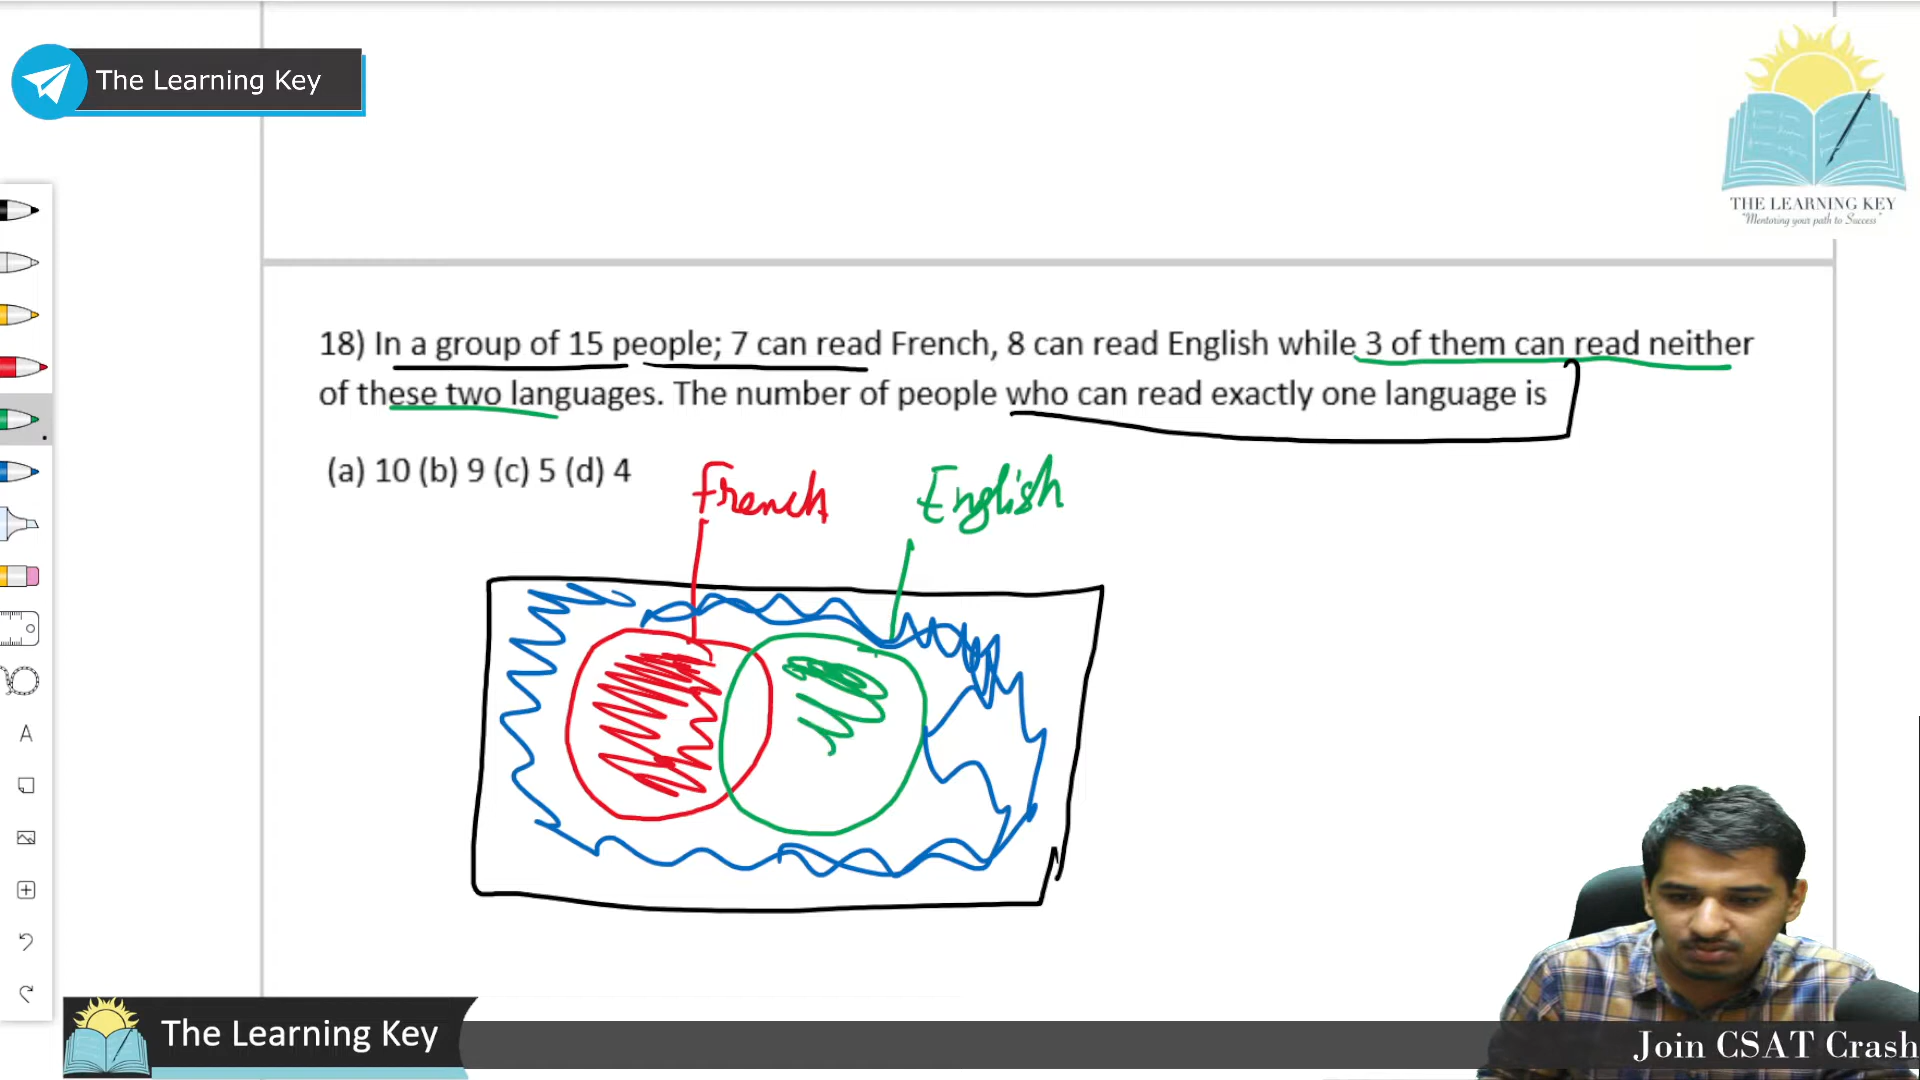 The Learning Key
THE LEARNING KEY
"Mentoring your path to Success"
18) In a group of 15 people; 7 can read French, 8 can read English while 3 of them can read neither
of these two languages. The number of people who can read exactly one language is
(a) 10 (b) 9 (c) 5 (d) 4
French
English
A
The Learning Key
Join CSAT Crash